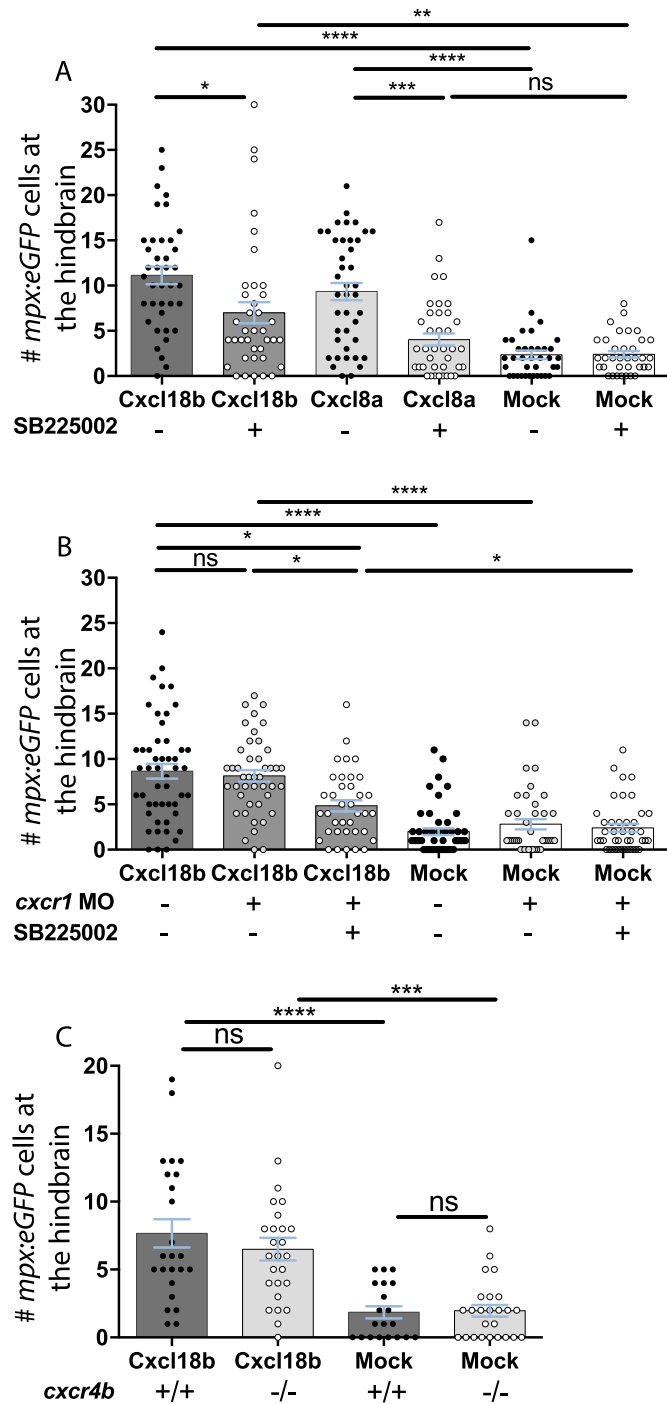 **
****
A
****
* *** ns
# mpx:eGFP cells at
the hindbrain
30
25
20
15
10
5
0
Cxcl18b Cxcl18b Cxcl8a Cxcl8a Mock Mock
SB225002 - + - + - +
****
****
B
*
ns * *
# mpx:eGFP cells at
the hindbrain
30
25
20
15
10
5
0
Cxcl18b Cxcl18b Cxcl18b Mock Mock Mock
cxcr1 MO - + + - + +
SB225002 - - + - - +
***
****
C
ns
ns
# mpx:eGFP cells at
the hindbrain
20
15
10
5
0
Cxcl18b Cxcl18b Mock Mock
cxcr4b +/+ -/- +/+ -/-